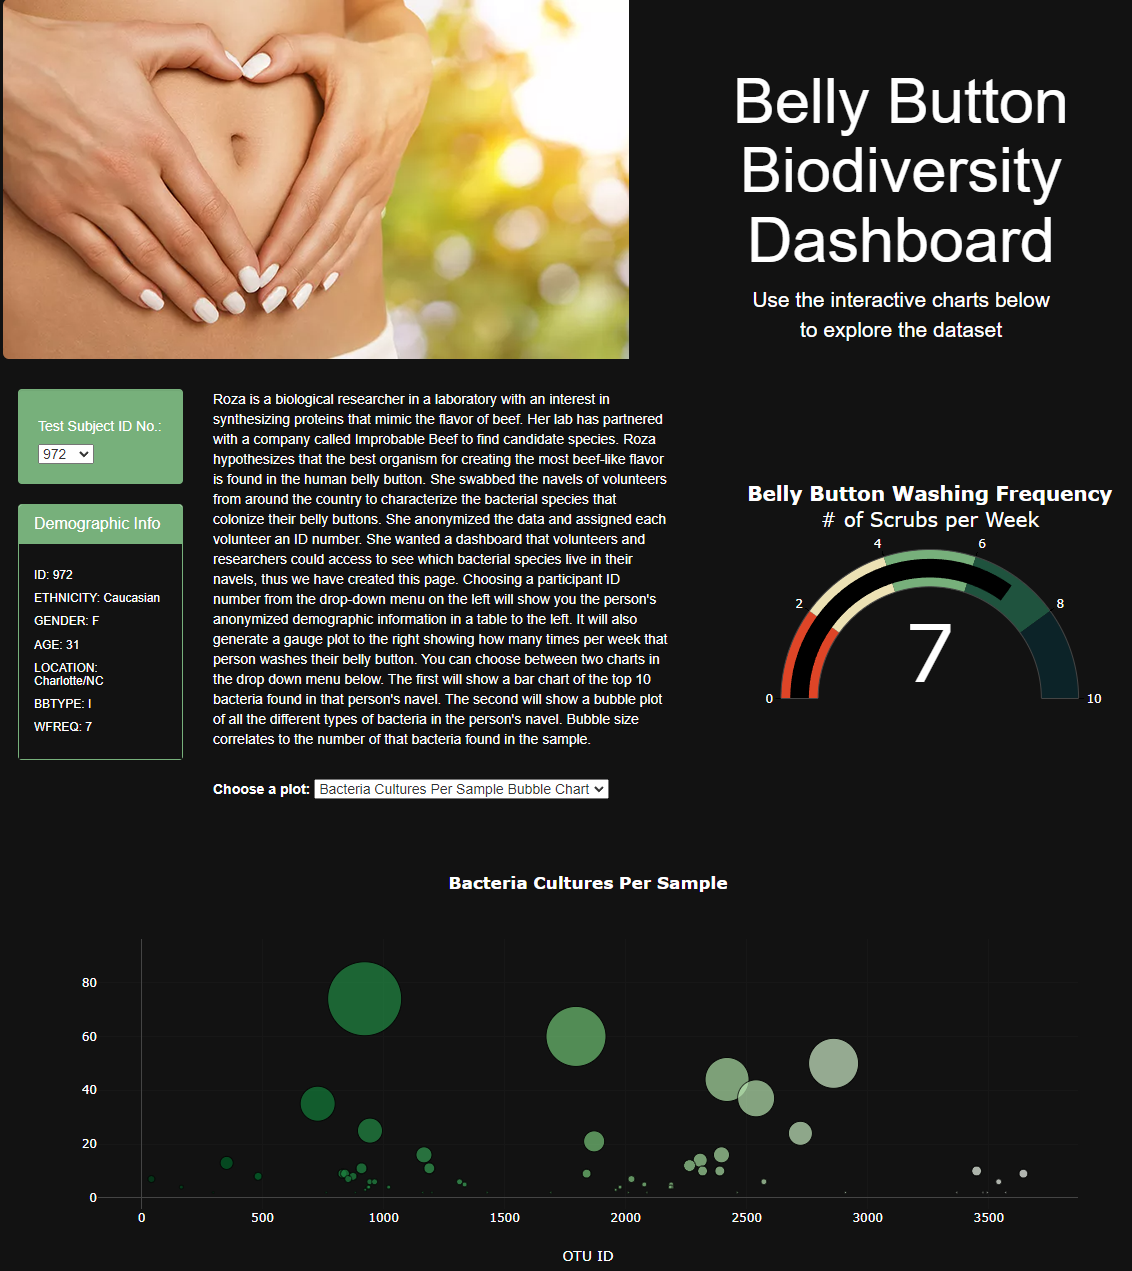 Belly Button
Biodiversity
Dashboard
Use the interactive charts below
to explore the dataset
Test Subject ID No.:
972
Demographic Info
ID: 972
ETHNICITY: Caucasian
GENDER: F
AGE: 31
LOCATION:
Charlotte/NC
BBTYPE: I
WFREQ: 7
Roza is a biological researcher in a laboratory with an interest in
synthesizing proteins that mimic the flavor of beef. Her lab has partnered
with a company called Improbable Beef to find candidate species. Roza
hypothesizes that the best organism for creating the most beef-like flavor
is found in the human belly button. She swabbed the navels of volunteers
from around the country to characterize the bacterial species that
colonize their belly buttons. She anonymized the data and assigned each
volunteer an ID number. She wanted a dashboard that volunteers and
researchers could access to see which bacterial species live in their
navels, thus we have created this page. Choosing a participant ID
number from the drop-down menu on the left will show you the person's
anonymized demographic information in a table to the left. It will also
generate a gauge plot to the right showing how many times per week that
person washes their belly button. You can choose between two charts in
the drop down menu below. The first will show a bar chart of the top 10
bacteria found in that person's navel. The second will show a bubble plot
of all the different types of bacteria in the person's navel. Bubble size
correlates to the number of that bacteria found in the sample.
Choose a plot: Bacteria Cultures Per Sample Bubble Chart
Belly Button Washing Frequency
# of Scrubs per Week
0
2
4
6
8
10
7
Bacteria Cultures Per Sample
80
60
40
20
0
0 500 1000 1500 2000 2500 3000 3500
OTU ID